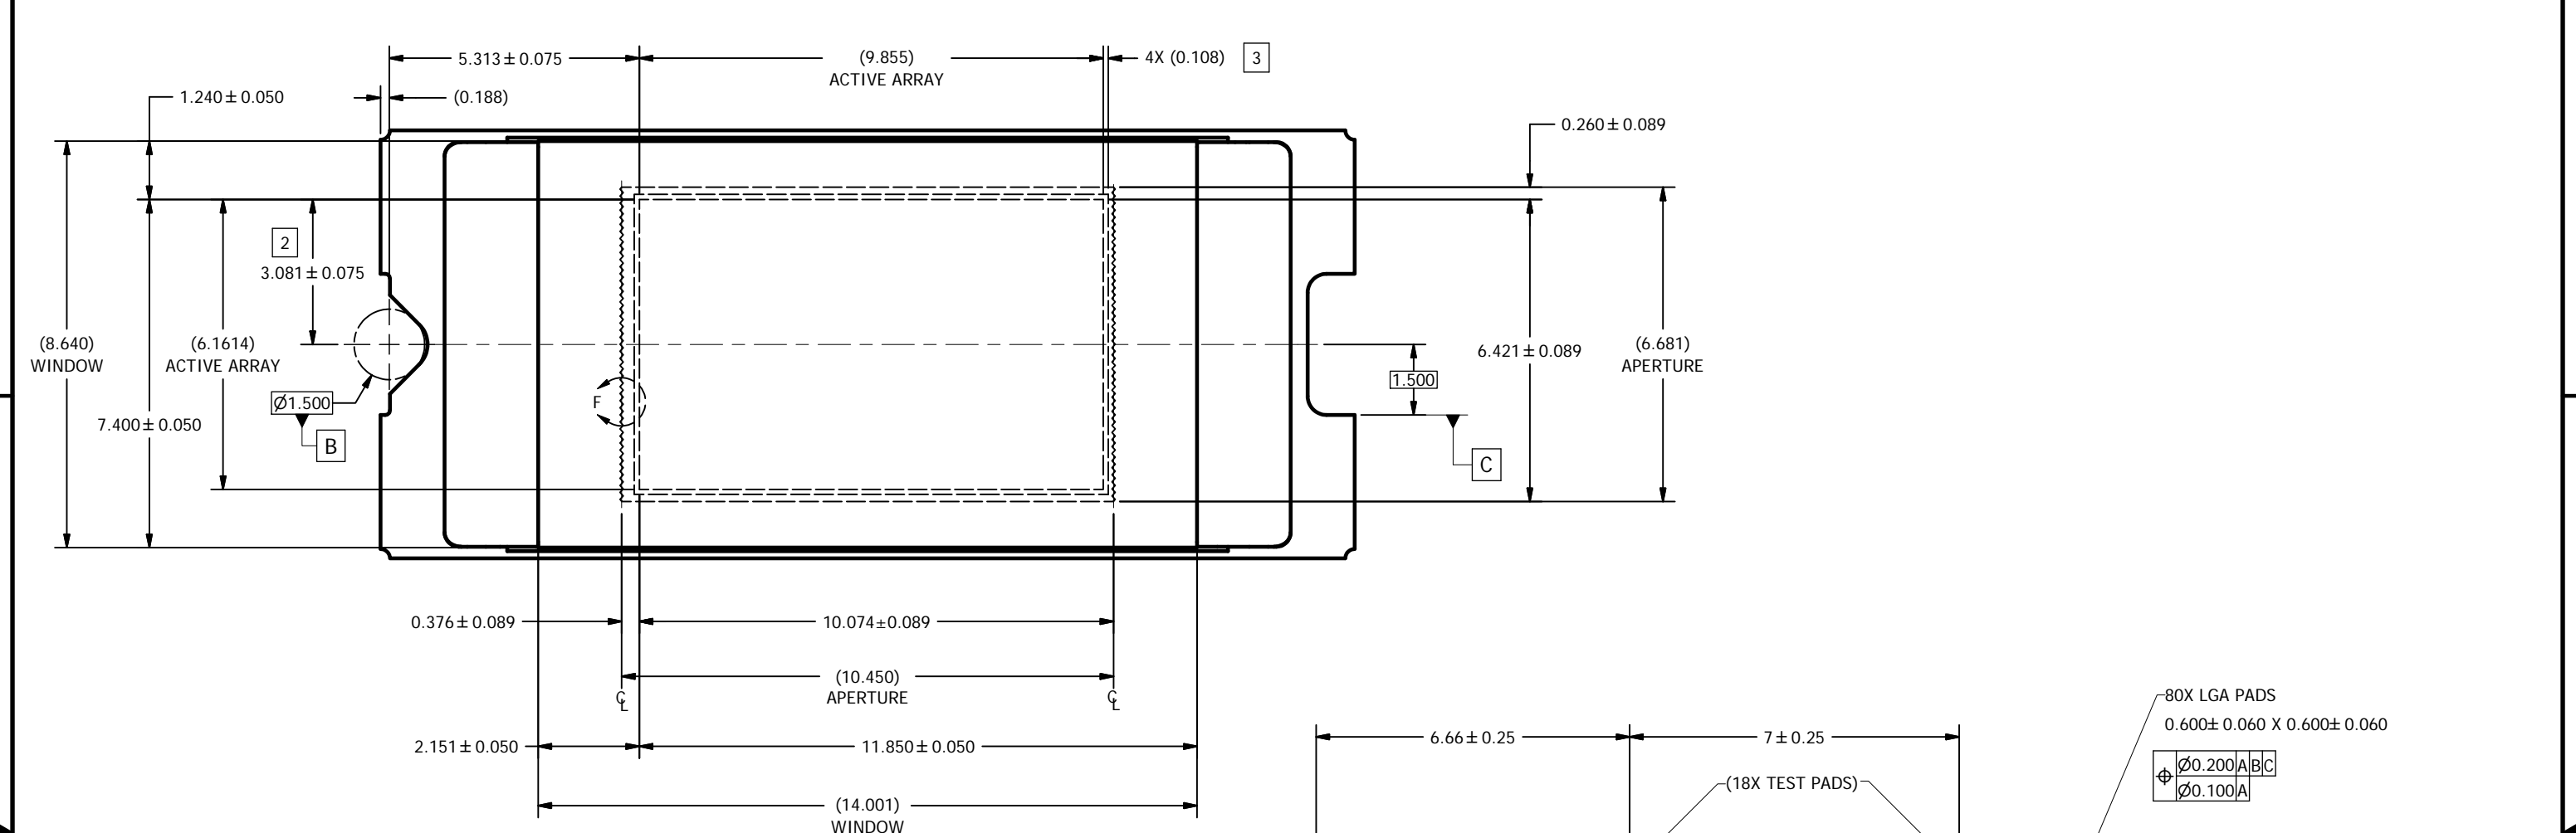 5.313±0.075
(9.855)
ACTIVE ARRAY
4X (0.108)
3
1.240±0.050
(0.188)
0.260±0.089
2
3.081±0.075
(8.640)
WINDOW
(6.1614)
ACTIVE ARRAY
6.421±0.089
(6.681)
APERTURE
1.500
Ø1.500
F
7.400±0.050
B
C
0.376±0.089
10.074±0.089
(10.450)
APERTURE
℄
℄
80X LGA PADS
0.600±0.060 X 0.600±0.060
2.151±0.050
11.850±0.050
6.66±0.25
7±0.25
⌖ Ø0.200 A B C
Ø0.100 A
(18X TEST PADS)
(14.001)
WINDOW